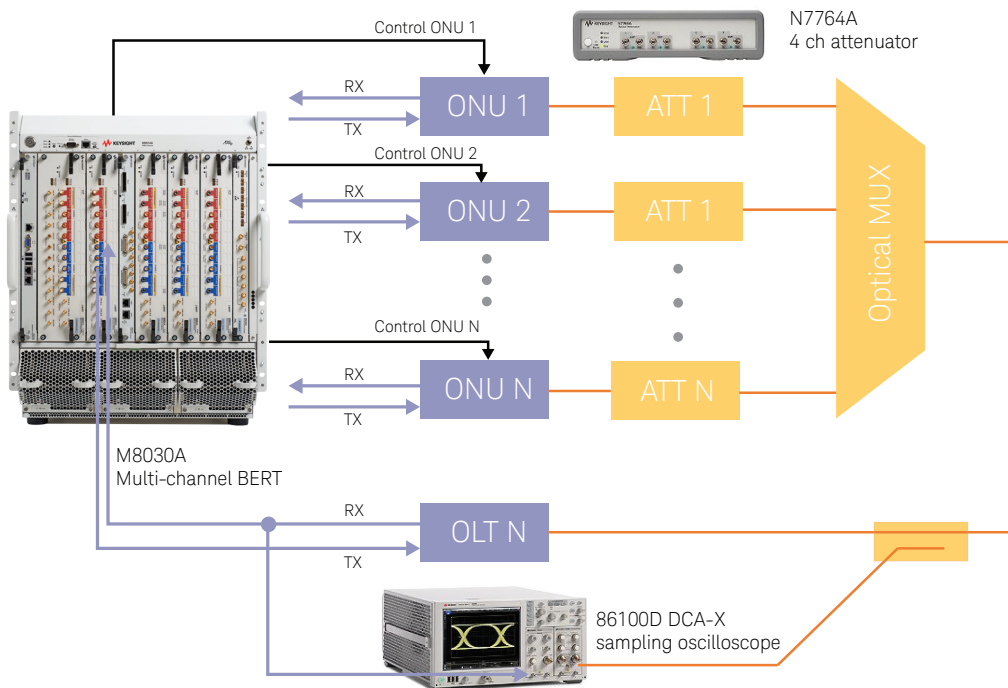 Control ONU 1
KEYSIGHT
N7764A
4 ch attenuator
RX
TX
ONU 1
ATT 1
KEYSIGHT
Control ONU 2
RX
TX
ONU 2
ATT 1
Optical MUX
Control ONU N
RX
TX
ONU N
ATT N
M8030A
Multi-channel BERT
RX
TX
OLT N
86100D DCA-X
sampling oscilloscope